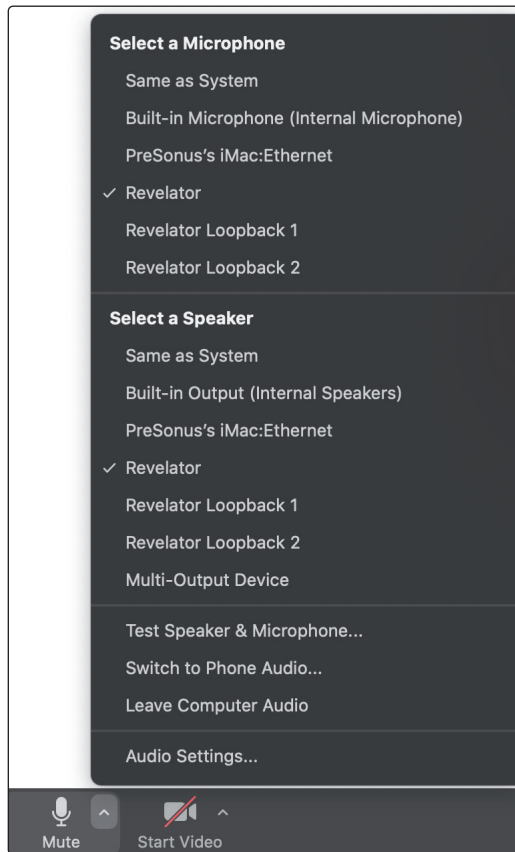 Select a Microphone
Same as System
Built-in Microphone (Internal Microphone)
PreSonus's iMac:Ethernet
✓ Revelator
Revelator Loopback 1
Revelator Loopback 2
Select a Speaker
Same as System
Built-in Output (Internal Speakers)
PreSonus's iMac:Ethernet
✓ Revelator
Revelator Loopback 1
Revelator Loopback 2
Multi-Output Device
Test Speaker & Microphone...
Switch to Phone Audio...
Leave Computer Audio
Audio Settings...
Mute Start Video